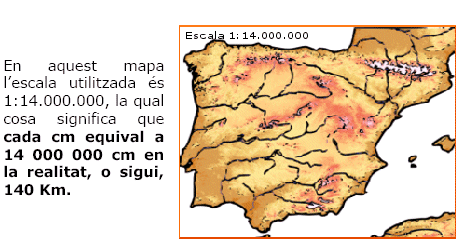 En aquest mapa
l'escala utilitzada és
1:14.000.000, la qual
cosa significa que
cada cm equival a
14 000 000 cm en
la realitat, o sigui,
140 Km.
Escala 1:14.000.000